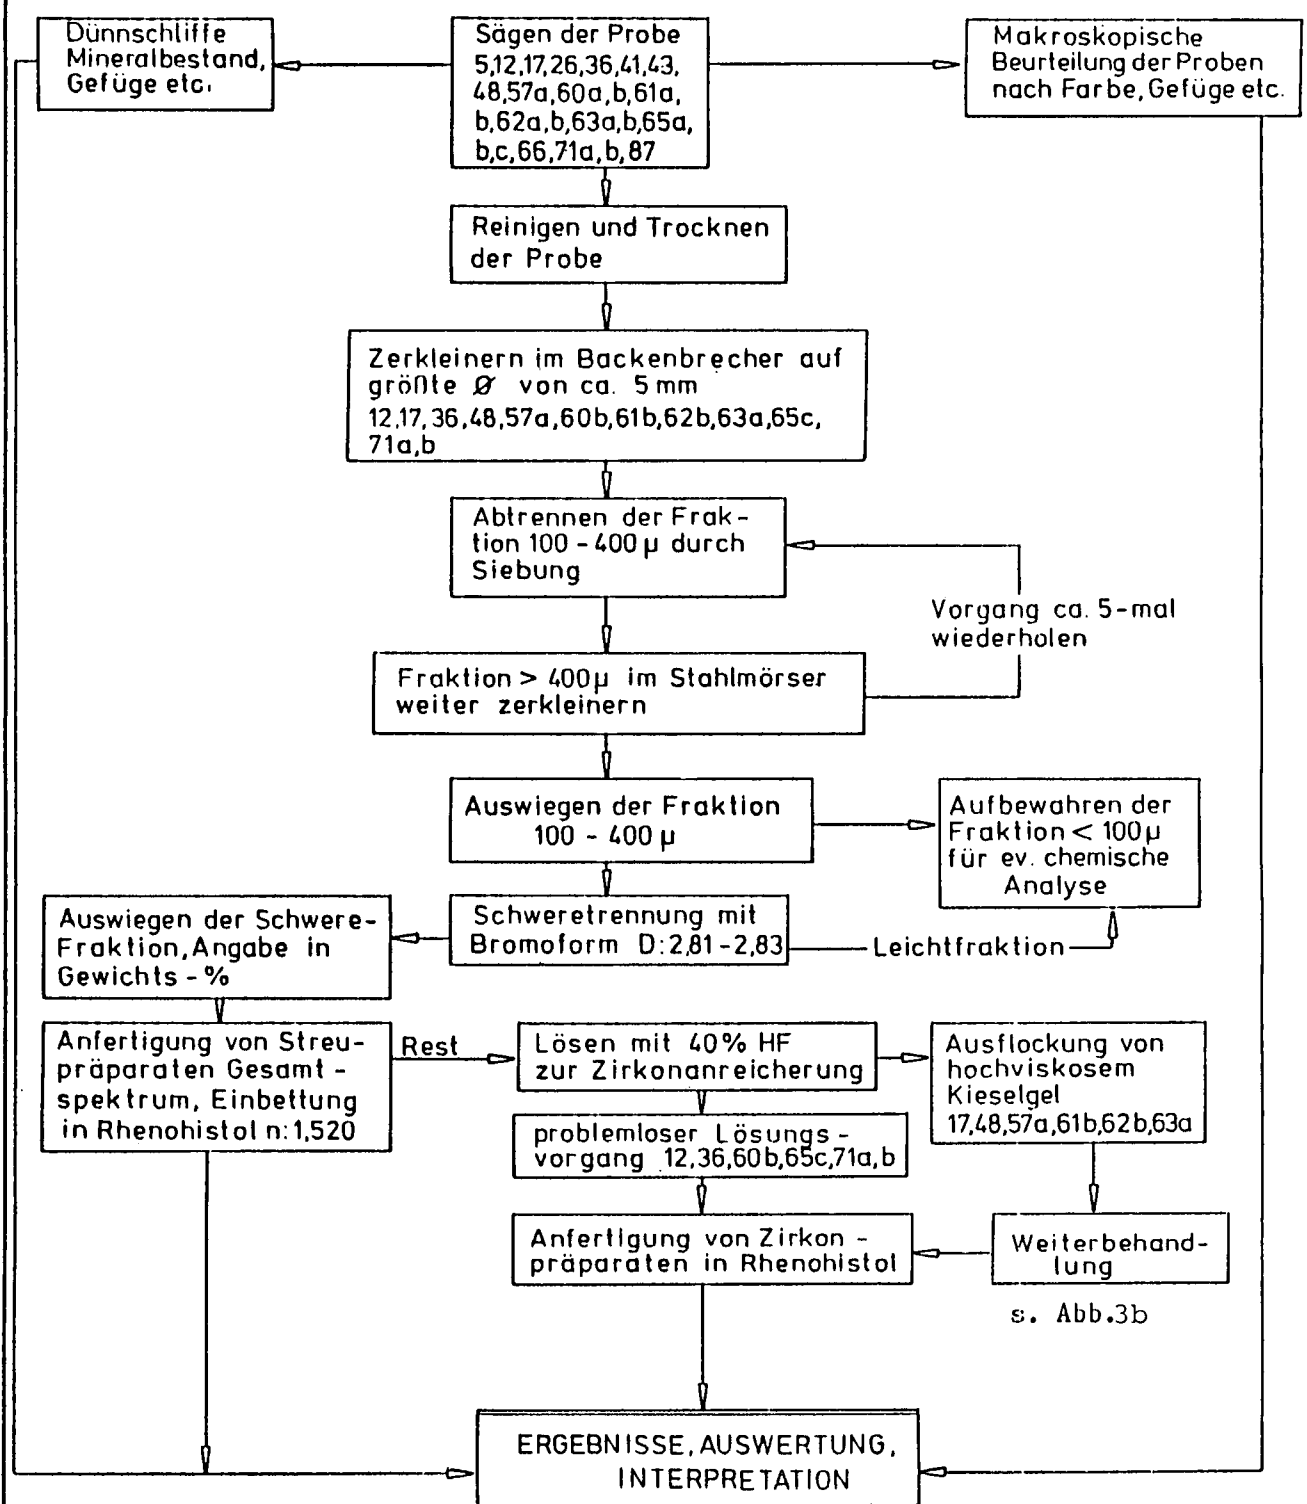 Dünnschliffe
Mineralbestand,
Gefüge etc.
Sägen der Probe
5,12,17,26,36,41,43,
48,57a,60a,b,61a,
b,62a,b,63a,b,65a,
b,c,66,71a,b,87
Makroskopische
Beurteilung der Proben
nach Farbe, Gefüge etc.
Reinigen und Trocknen
der Probe
Zerkleinern im Backenbrecher auf
größte Ø von ca. 5 mm
12,17,36,48,57a,60b,61b,62b,63a,65c,
71a,b
Abtrennen der Frak-
tion 100 - 400 µ durch
Siebung
Vorgang ca. 5-mal
wiederholen
Fraktion > 400µ im Stahlmörser
weiter zerkleinern
Auswiegen der Fraktion
100 - 400 µ
Aufbewahren der
Fraktion < 100µ
für ev. chemische
Analyse
Auswiegen der Schwere-
Fraktion, Angabe in
Gewichts - %
Schweretrennung mit
Bromoform D: 2,81 - 2,83
Leichtfraktion
Anfertigung von Streu-
präparaten Gesamt -
spektrum, Einbettung
in Rhenohistol n: 1,520
Rest
Lösen mit 40% HF
zur Zirkonanreicherung
Ausflockung von
hochviskosem
Kieselgel
17,48,57a,61b,62b,63a
problemloser Lösungs -
vorgang 12,36,60b,65c,71a,b
Anfertigung von Zirkon -
präparaten in Rhenohistol
Weiterbehand-
lung
s. Abb.3b
ERGEBNISSE, AUSWERTUNG,
INTERPRETATION